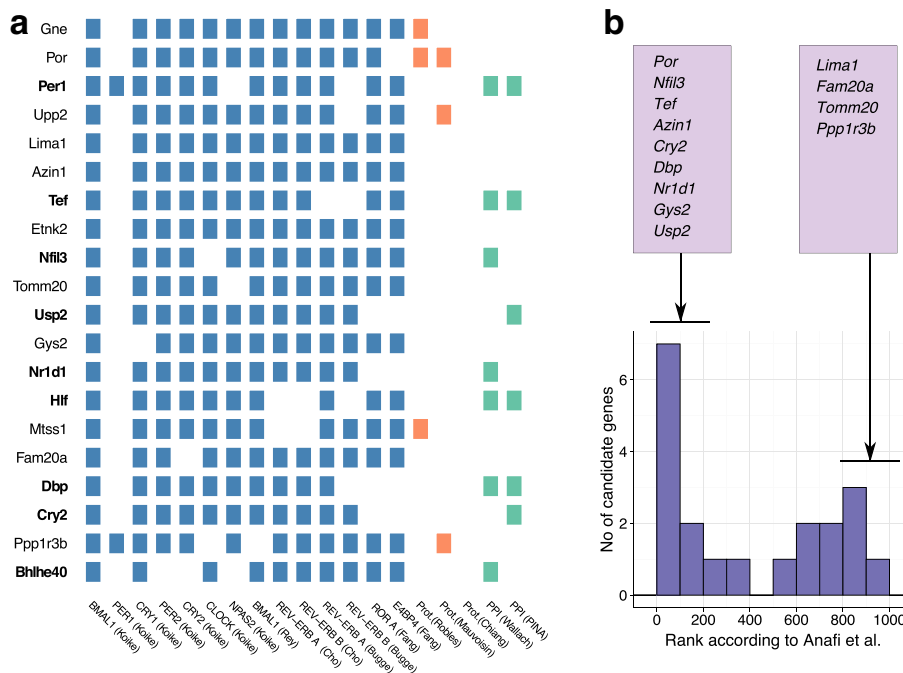 a
Gne
Por
Per1
Upp2
Lima1
Azin1
Tef
Etnk2
Nfil3
Tomm20
Usp2
Gys2
Nr1d1
Hlf
Mtss1
Fam20a
Dbp
Cry2
Ppp1r3b
Bhlhe40
BMAL1 (Koike)
PER1 (Koike)
CRY1 (Koike)
PER2 (Koike)
CRY2 (Koike)
CLOCK (Koike)
NPAS2 (Koike)
BMAL1 (Rey)
REV-ERB A (Cho)
REV-ERB B (Cho)
REV-ERB A (Bugge)
REV-ERB B (Bugge)
ROR A (Fang)
E4BP4 (Fang)
Prot.(Robles)
Prot.(Mauvoisin)
Prot.(Chiang)
PPI (Wallach)
PPI (PINA)
b
Por
Nfil3
Tef
Azin1
Cry2
Dbp
Nr1d1
Gys2
Usp2
Lima1
Fam20a
Tomm20
Ppp1r3b
No of candidate genes
6
4
2
0
0 200 400 600 800 1000
Rank according to Anafi et al.